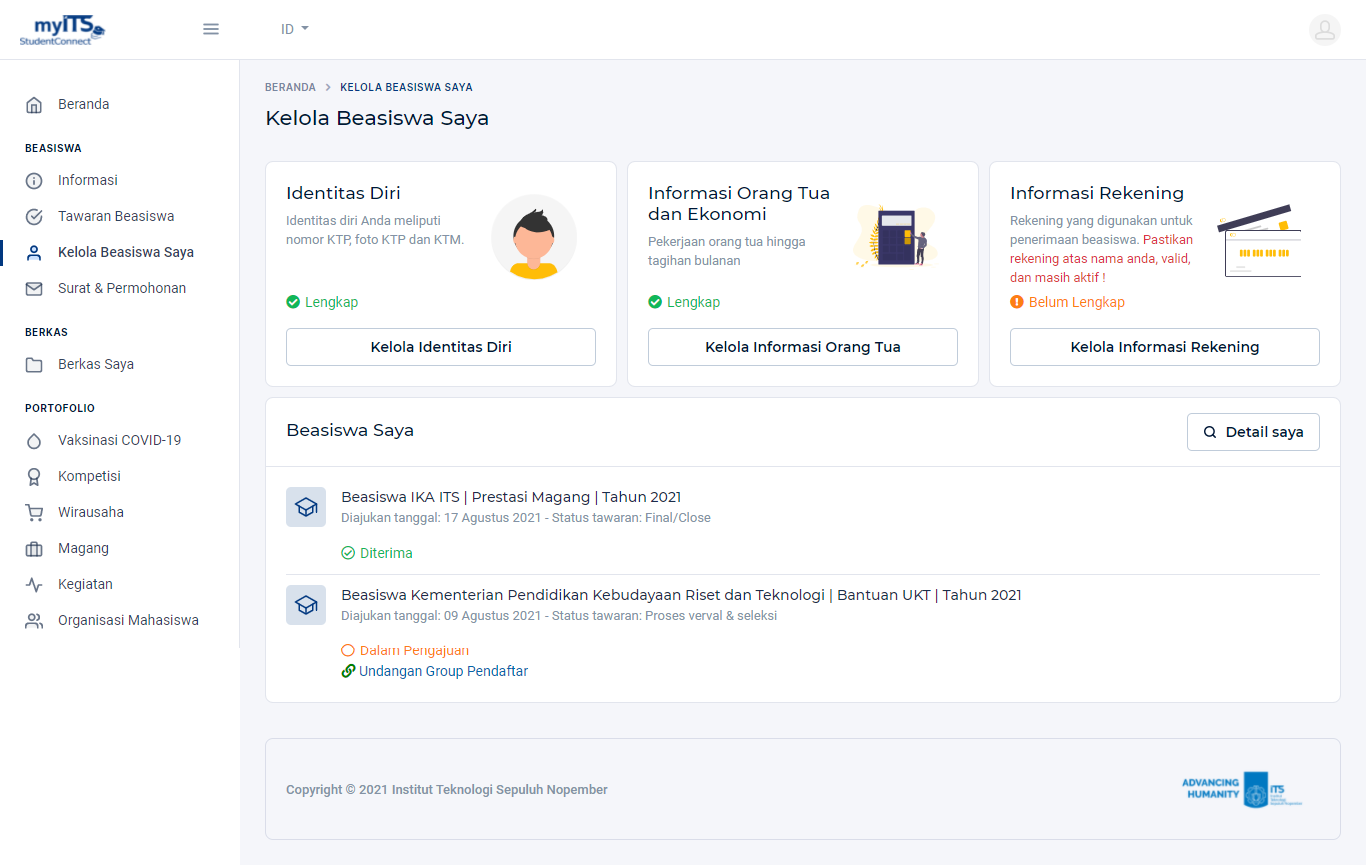 myITS
StudentConnect
ID
Beranda
BEASISWA
Informasi
Tawaran Beasiswa
Kelola Beasiswa Saya
Surat & Permohonan
BERKAS
Berkas Saya
PORTOFOLIO
Vaksinasi COVID-19
Kompetisi
Wirausaha
Magang
Kegiatan
Organisasi Mahasiswa
BERANDA > KELOLA BEASISWA SAYA
Kelola Beasiswa Saya
Identitas Diri
Identitas diri Anda meliputi
nomor KTP, foto KTP dan KTM.
Lengkap
Kelola Identitas Diri
Informasi Orang Tua
dan Ekonomi
Pekerjaan orang tua hingga
tagihan bulanan
Lengkap
Kelola Informasi Orang Tua
Informasi Rekening
Rekening yang digunakan untuk
penerimaan beasiswa. Pastikan
rekening atas nama anda, valid,
dan masih aktif !
Belum Lengkap
Kelola Informasi Rekening
Beasiswa Saya
Detail saya
Beasiswa IKA ITS | Prestasi Magang | Tahun 2021
Diajukan tanggal: 17 Agustus 2021 - Status tawaran: Final/Close
Diterima
Beasiswa Kementerian Pendidikan Kebudayaan Riset dan Teknologi | Bantuan UKT | Tahun 2021
Diajukan tanggal: 09 Agustus 2021 - Status tawaran: Proses verval & seleksi
Dalam Pengajuan
Undangan Group Pendaftar
Copyright © 2021 Institut Teknologi Sepuluh Nopember
ADVANCING
HUMANITY
ITS